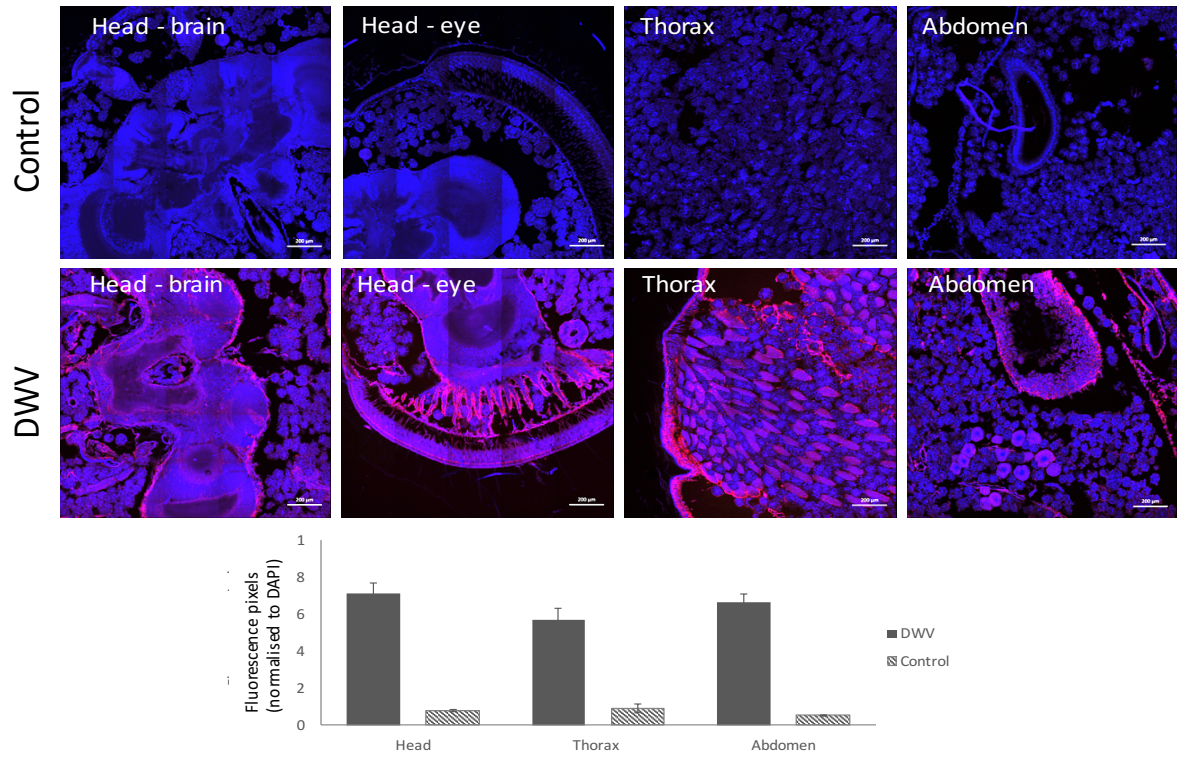 Head - brain
Head - eye
Thorax
Abdomen
Control
200 µm
200 µm
200 µm
200 µm
Head - brain
Head - eye
Thorax
Abdomen
DWV
200 µm
200 µm
200 µm
200 µm
Fluorescence pixels
(normalised to DAPI)
1
8
6
4
2
0
Head
Thorax
Abdomen
DWV
Control